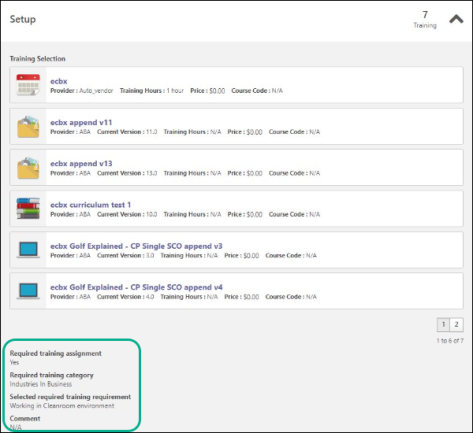 Setup
7
Training
Training Selection
ecbx
Provider : Auto_vendor Training Hours : 1 hour Price : $0.00 Course Code : N/A
ecbx append v11
Provider : ABA Current Version : 11.0 Training Hours : N/A Price : $0.00 Course Code : N/A
ecbx append v13
Provider : ABA Current Version : 13.0 Training Hours : N/A Price : $0.00 Course Code : N/A
ecbx curriculum test 1
Provider : ABA Current Version : 10.0 Training Hours : N/A Price : $0.00 Course Code : N/A
ecbx Golf Explained - CP Single SCO append v3
Provider : ABA Current Version : 3.0 Training Hours : N/A Price : $0.00 Course Code : N/A
ecbx Golf Explained - CP Single SCO append v4
Provider : ABA Current Version : 4.0 Training Hours : N/A Price : $0.00 Course Code : N/A
1 2
1 to 6 of 7
Required training assignment
Yes
Required training category
Industries In Business
Selected required training requirement
Working in Cleanroom environment
Comment
N/A